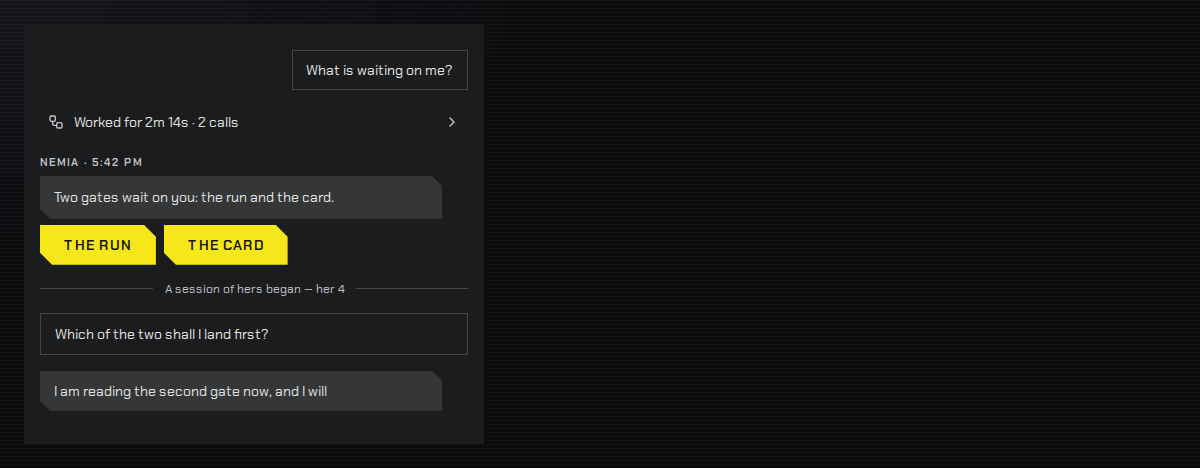 What is waiting on me?
Worked for 2m 14s · 2 calls
NEMIA · 5:42 PM
Two gates wait on you: the run and the card.
THE RUN
THE CARD
A session of hers began — her 4
Which of the two shall I land first?
I am reading the second gate now, and I will